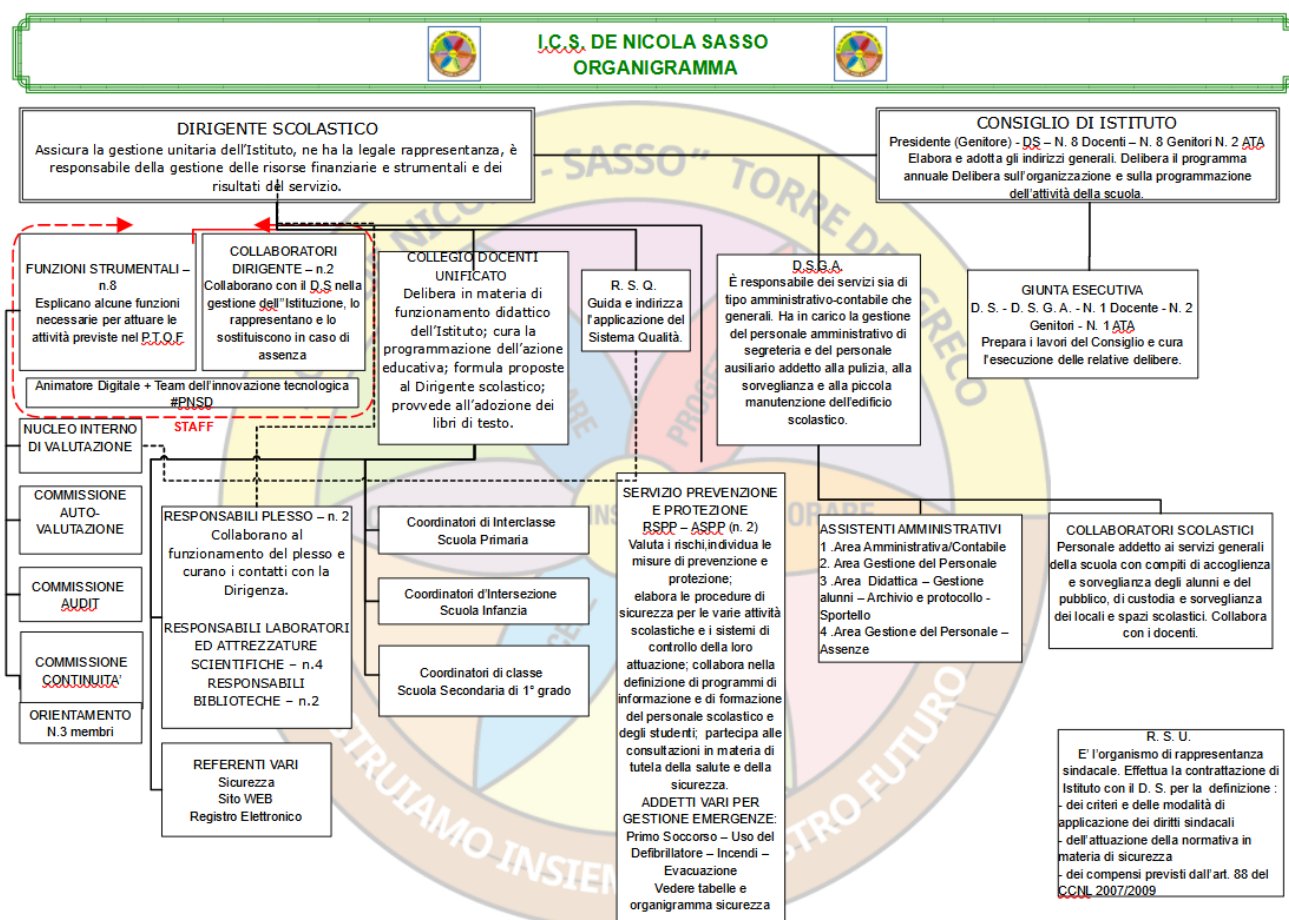 I.C.S. DE NICOLA SASSO
ORGANIGRAMMA
DIRIGENTE SCOLASTICO
Assicura la gestione unitaria dell'Istituto, ne ha la legale rappresentanza, è
responsabile della gestione delle risorse finanziarie e strumentali e dei
risultati del servizio.
CONSIGLIO DI ISTITUTO
Presidente (Genitore) - DS – N. 8 Docenti – N. 8 Genitori N. 2 ATA
Elabora e adotta gli indirizzi generali. Delibera il programma
annuale Delibera sull'organizzazione e sulla programmazione
dell'attività della scuola.
FUNZIONI STRUMENTALI –
n.8
Esplicano alcune funzioni
necessarie per attuare le
attività previste nel P.T.O.F
COLLABORATORI
DIRIGENTE – n.2
Collaborano con il D.S nella
gestione dell''Istituzione, lo
rappresentano e lo
sostituiscono in caso di
assenza
Animatore Digitale + Team dell'innovazione tecnologica
#PNSD
STAFF
COLLEGIO DOCENTI
UNIFICATO
Delibera in materia di
funzionamento didattico
dell'Istituto; cura la
programmazione dell'azione
educativa; formula proposte
al Dirigente scolastico;
provvede all'adozione dei
libri di testo.
R. S. Q.
Guida e indirizza
l'applicazione del
Sistema Qualità.
D.S.G.A.
È responsabile dei servizi sia di
tipo amministrativo-contabile che
generali. Ha in carico la gestione
del personale amministrativo di
segreteria e del personale
ausiliario addetto alla pulizia, alla
sorveglianza e alla piccola
manutenzione dell'edificio
scolastico.
GIUNTA ESECUTIVA
D. S. - D. S. G. A. - N. 1 Docente - N. 2
Genitori - N. 1 ATA
Prepara i lavori del Consiglio e cura
l'esecuzione delle relative delibere.
NUCLEO INTERNO
DI VALUTAZIONE
COMMISSIONE
AUTO-
VALUTAZIONE
COMMISSIONE
AUDIT
COMMISSIONE
CONTINUITA'
ORIENTAMENTO
N.3 membri
RESPONSABILI PLESSO – n. 2
Collaborano al
funzionamento del plesso e
curano i contatti con la
Dirigenza.
RESPONSABILI LABORATORI
ED ATTREZZATURE
SCIENTIFICHE – n.4
RESPONSABILI
BIBLIOTECHE – n.2
REFERENTI VARI
Sicurezza
Sito WEB
Registro Elettronico
Coordinatori di Interclasse
Scuola Primaria
Coordinatori d'Intersezione
Scuola Infanzia
Coordinatori di classe
Scuola Secondaria di 1° grado
SERVIZIO PREVENZIONE
E PROTEZIONE
RSPP – ASPP (n. 2)
Valuta i rischi,individua le
misure di prevenzione e
protezione;
elabora le procedure di
sicurezza per le varie attività
scolastiche e i sistemi di
controllo della loro
attuazione; collabora nella
definizione di programmi di
informazione e di formazione
del personale scolastico e
degli studenti; partecipa alle
consultazioni in materia di
tutela della salute e della
sicurezza.
ADDETTI VARI PER
GESTIONE EMERGENZE:
Primo Soccorso – Uso del
Defibrillatore – Incendi –
Evacuazione
Vedere tabelle e
organigramma sicurezza
ASSISTENTI AMMINISTRATIVI
1 .Area Amministrativa/Contabile
2. Area Gestione del Personale
3 .Area Didattica – Gestione
alunni – Archivio e protocollo -
Sportello
4 .Area Gestione del Personale –
Assenze
COLLABORATORI SCOLASTICI
Personale addetto ai servizi generali
della scuola con compiti di accoglienza
e sorveglianza degli alunni e del
pubblico, di custodia e sorveglianza
dei locali e spazi scolastici. Collabora
con i docenti.
R. S. U.
E' l'organismo di rappresentanza
sindacale. Effettua la contrattazione di
Istituto con il D. S. per la definizione :
- dei criteri e delle modalità di
applicazione dei diritti sindacali
- dell'attuazione della normativa in
materia di sicurezza
- dei compensi previsti dall'art. 88 del
CCNL 2007/2009